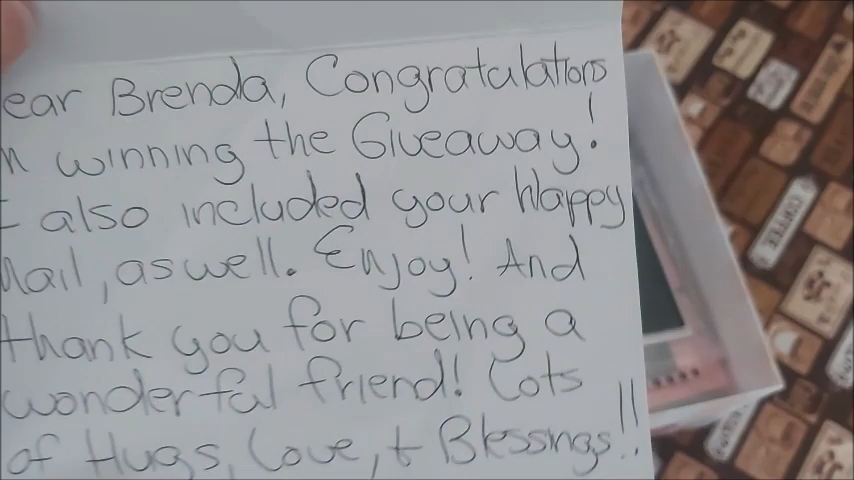 ear Brenda, Congratulations
n winning the Giveaway!
I also included your Happy
Mail, as well. Enjoy! And
thank you for being a
wonderful friend! Lots
of Hugs, Love, & Blessings!!
COFFEE